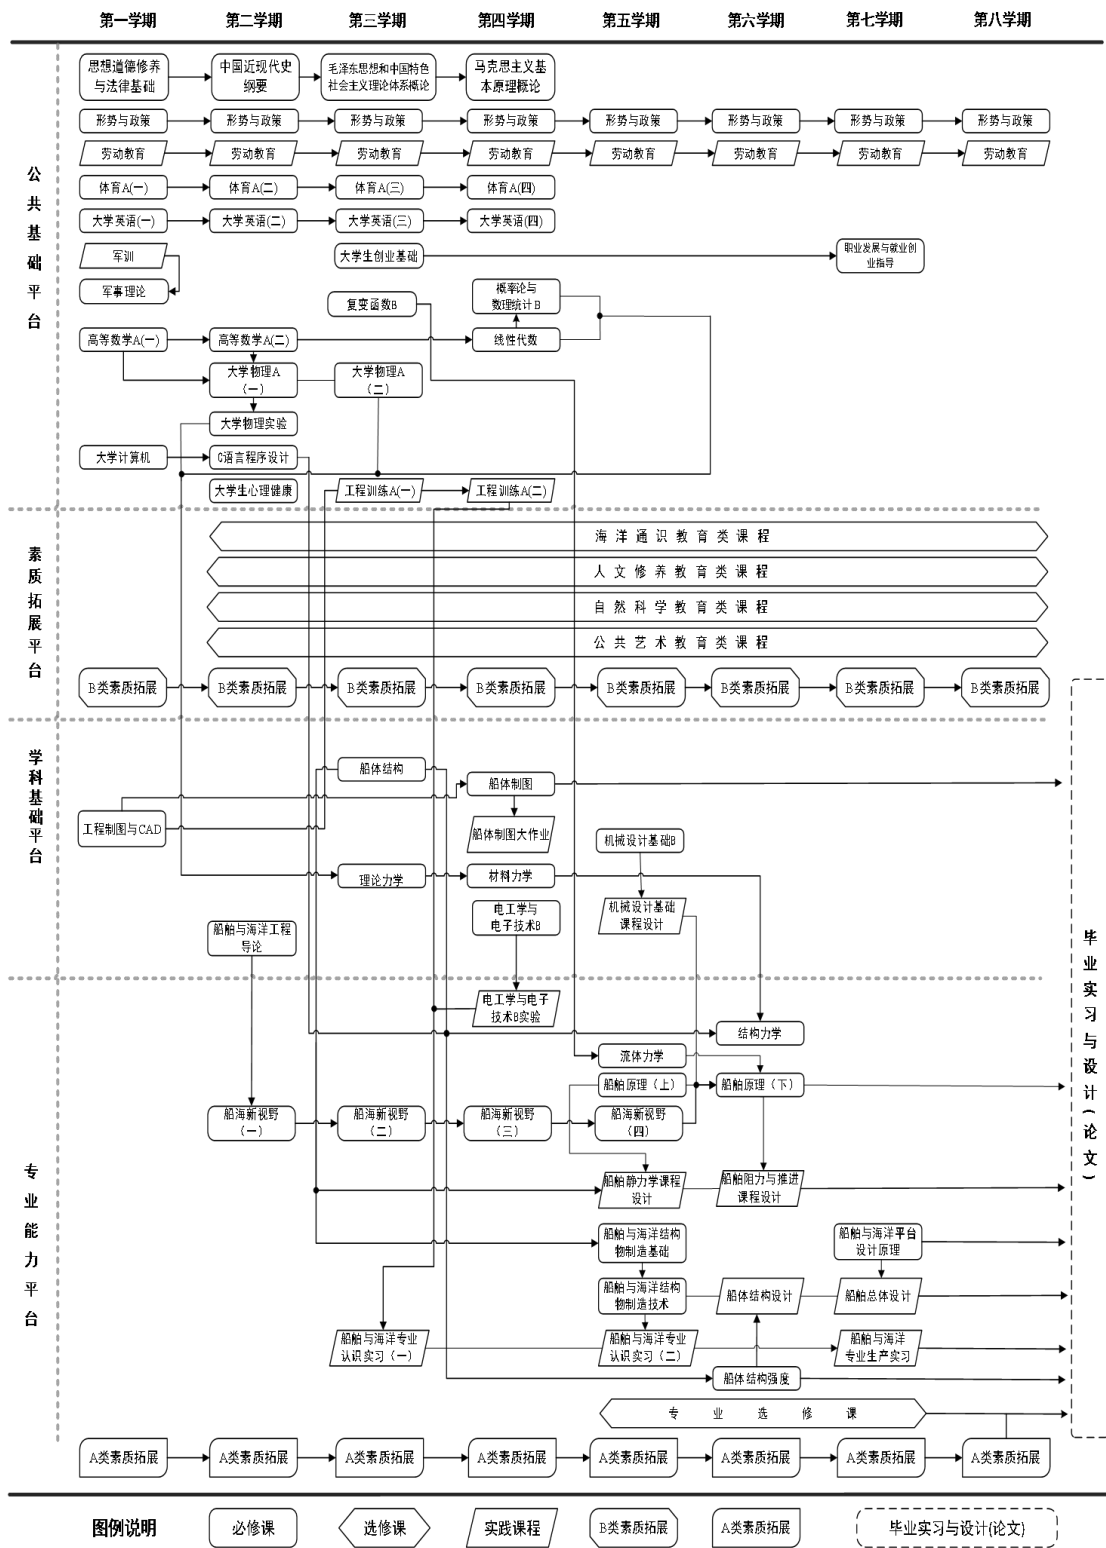 第一学期 第二学期 第三学期 第四学期 第五学期 第六学期 第七学期 第八学期
公共基础平台
思想道德修养
与法律基础
中国近现代史
纲要
毛泽东思想和中国特色
社会主义理论体系概论
马克思主义基
本原理概论
形势与政策 形势与政策 形势与政策 形势与政策 形势与政策 形势与政策 形势与政策 形势与政策
劳动教育 劳动教育 劳动教育 劳动教育 劳动教育 劳动教育 劳动教育 劳动教育
体育A(一) 体育A(二) 体育A(三) 体育A(四)
大学英语(一) 大学英语(二) 大学英语(三) 大学英语(四)
军训
大学生创业基础
职业发展与就业创
业指导
军事理论
复变函数B
概率论与
数理统计B
高等数学A(一) 高等数学A(二) 线性代数
大学物理A
(一)
大学物理A
(二)
大学物理实验
大学计算机 C语言程序设计
大学生心理健康 工程训练A(一) 工程训练A(二)
素质拓展平台
海洋通识教育类课程
人文修养教育类课程
自然科学教育类课程
公共艺术教育类课程
B类素质拓展 B类素质拓展 B类素质拓展 B类素质拓展 B类素质拓展 B类素质拓展 B类素质拓展 B类素质拓展
学科基础平台
船体结构
船体制图
工程制图与CAD
船体制图大作业
机械设计基础B
理论力学 材料力学
机械设计基础
课程设计
电工学与
电子技术B
船舶与海洋工程
导论
毕业实习与设计(论文)
专业能力平台
电工学与电子
技术B实验
结构力学
流体力学
船舶原理（上） 船舶原理（下）
船海新视野
（一）
船海新视野
（二）
船海新视野
（三）
船海新视野
（四）
船舶静力学课程
设计
船舶阻力与推进
课程设计
船舶与海洋结构
物制造基础
船舶与海洋平台
设计原理
船舶与海洋结构
物制造技术
船体结构设计 船舶总体设计
船舶与海洋专业
认识实习（一）
船舶与海洋专业
认识实习（二）
船舶与海洋
专业生产实习
船体结构强度
专业选修课
A类素质拓展 A类素质拓展 A类素质拓展 A类素质拓展 A类素质拓展 A类素质拓展 A类素质拓展 A类素质拓展
图例说明 必修课 选修课 实践课程 B类素质拓展 A类素质拓展 毕业实习与设计(论文)